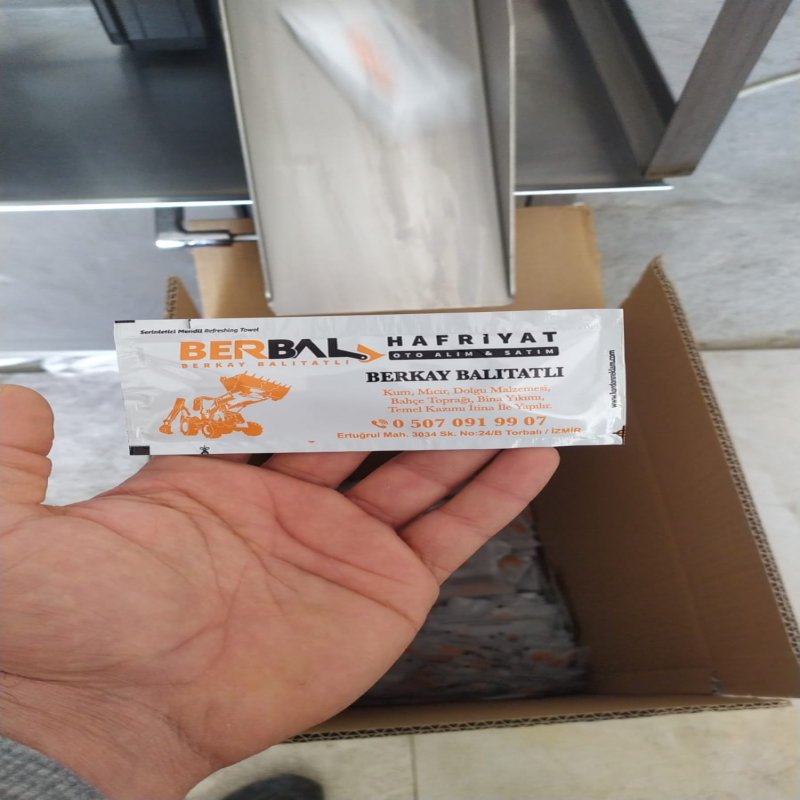 Serinletici Mendil Refreshing Towel
BERBAL
BERKAY BALITATLI
HAFRİYAT
OTO ALIM & SATIM
BERKAY BALITATLI
Kum, Mıcır, Dolgu Malzemesi,
Bahçe Toprağı, Bina Yıkımı,
Temel Kazımı İtina İle Yapılır.
0 507 091 99 07
Ertuğrul Mah. 3034 Sk. No:24/B Torbalı / İZMİR